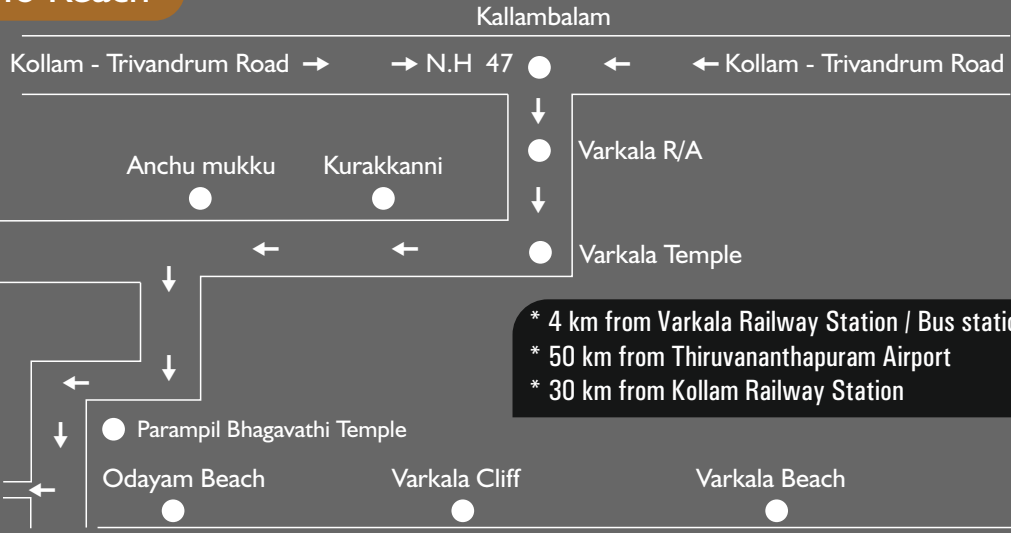 Reach
Kallambalam
Kollam - Trivandrum Road → → N.H 47 ← ← Kollam - Trivandrum Road
Varkala R/A
Anchu mukku Kurakkanni
Varkala Temple
* 4 km from Varkala Railway Station / Bus
* 50 km from Thiruvananthapuram Airport
* 30 km from Kollam Railway Station
Parampil Bhagavathi Temple
Odayam Beach Varkala Cliff Varkala Beach